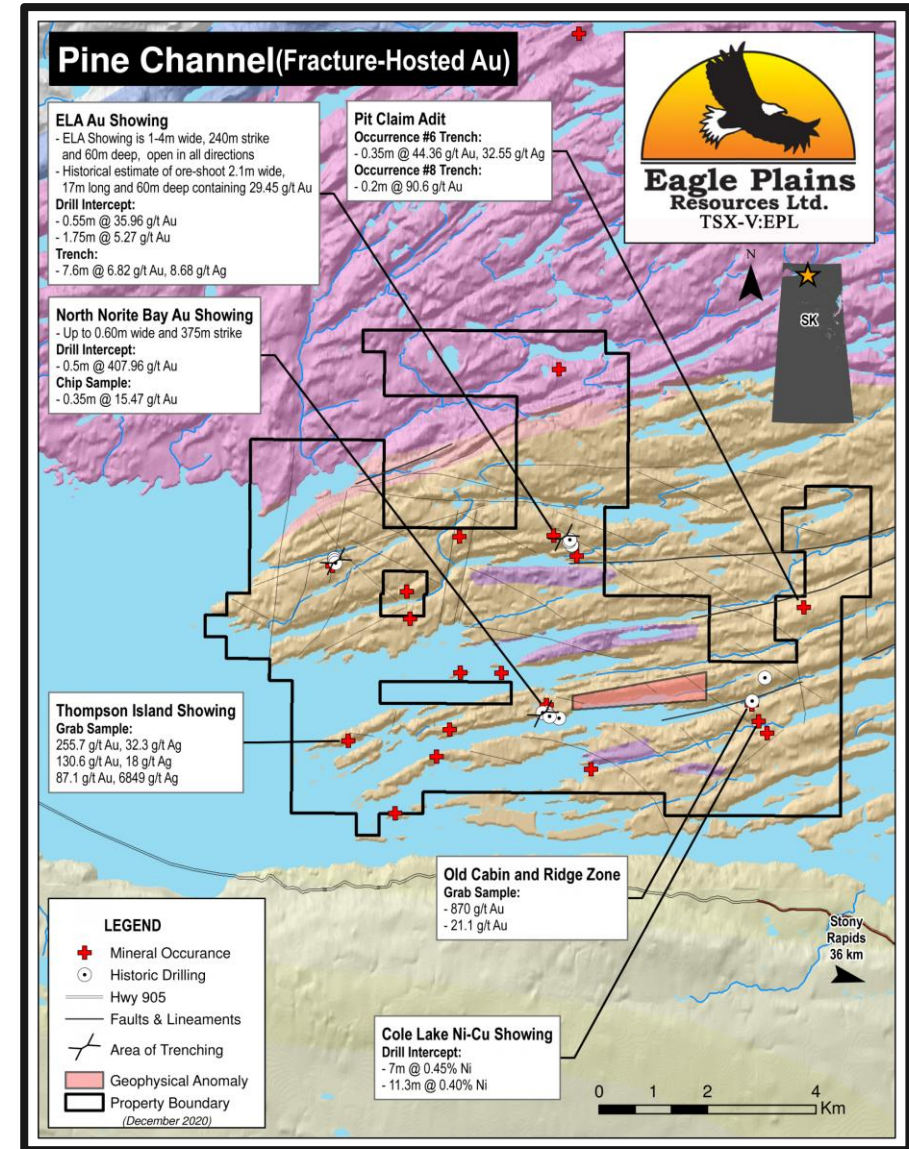 Pine Channel(Fracture-Hosted Au)
ELA Au Showing
- ELA Showing is 1-4m wide, 240m strike
and 60m deep, open in all directions
- Historical estimate of ore-shoot 2.1m wide,
17m long and 60m deep containing 29.45 g/t Au
Drill Intercept:
- 0.55m @ 35.96 g/t Au
- 1.75m @ 5.27 g/t Au
Trench:
- 7.6m @ 6.82 g/t Au, 8.68 g/t Ag
Pit Claim Adit
Occurrence #6 Trench:
- 0.35m @ 44.36 g/t Au, 32.55 g/t Ag
Occurrence #8 Trench:
- 0.2m @ 90.6 g/t Au
Eagle Plains
Resources Ltd.
TSX-V:EPL
N
SK
North Norite Bay Au Showing
- Up to 0.60m wide and 375m strike
Drill Intercept:
- 0.5m @ 407.96 g/t Au
Chip Sample:
- 0.35m @ 15.47 g/t Au
Thompson Island Showing
Grab Sample:
255.7 g/t Au, 32.3 g/t Ag
130.6 g/t Au, 18 g/t Ag
87.1 g/t Au, 6849 g/t Ag
Old Cabin and Ridge Zone
Grab Sample:
- 870 g/t Au
- 21.1 g/t Au
Stony
Rapids
36 km
Cole Lake Ni-Cu Showing
Drill Intercept:
- 7m @ 0.45% Ni
- 11.3m @ 0.40% Ni
LEGEND
Mineral Occurance
Historic Drilling
Hwy 905
Faults & Lineaments
Area of Trenching
Geophysical Anomaly
Property Boundary
(December 2020)
0 1 2 4
Km